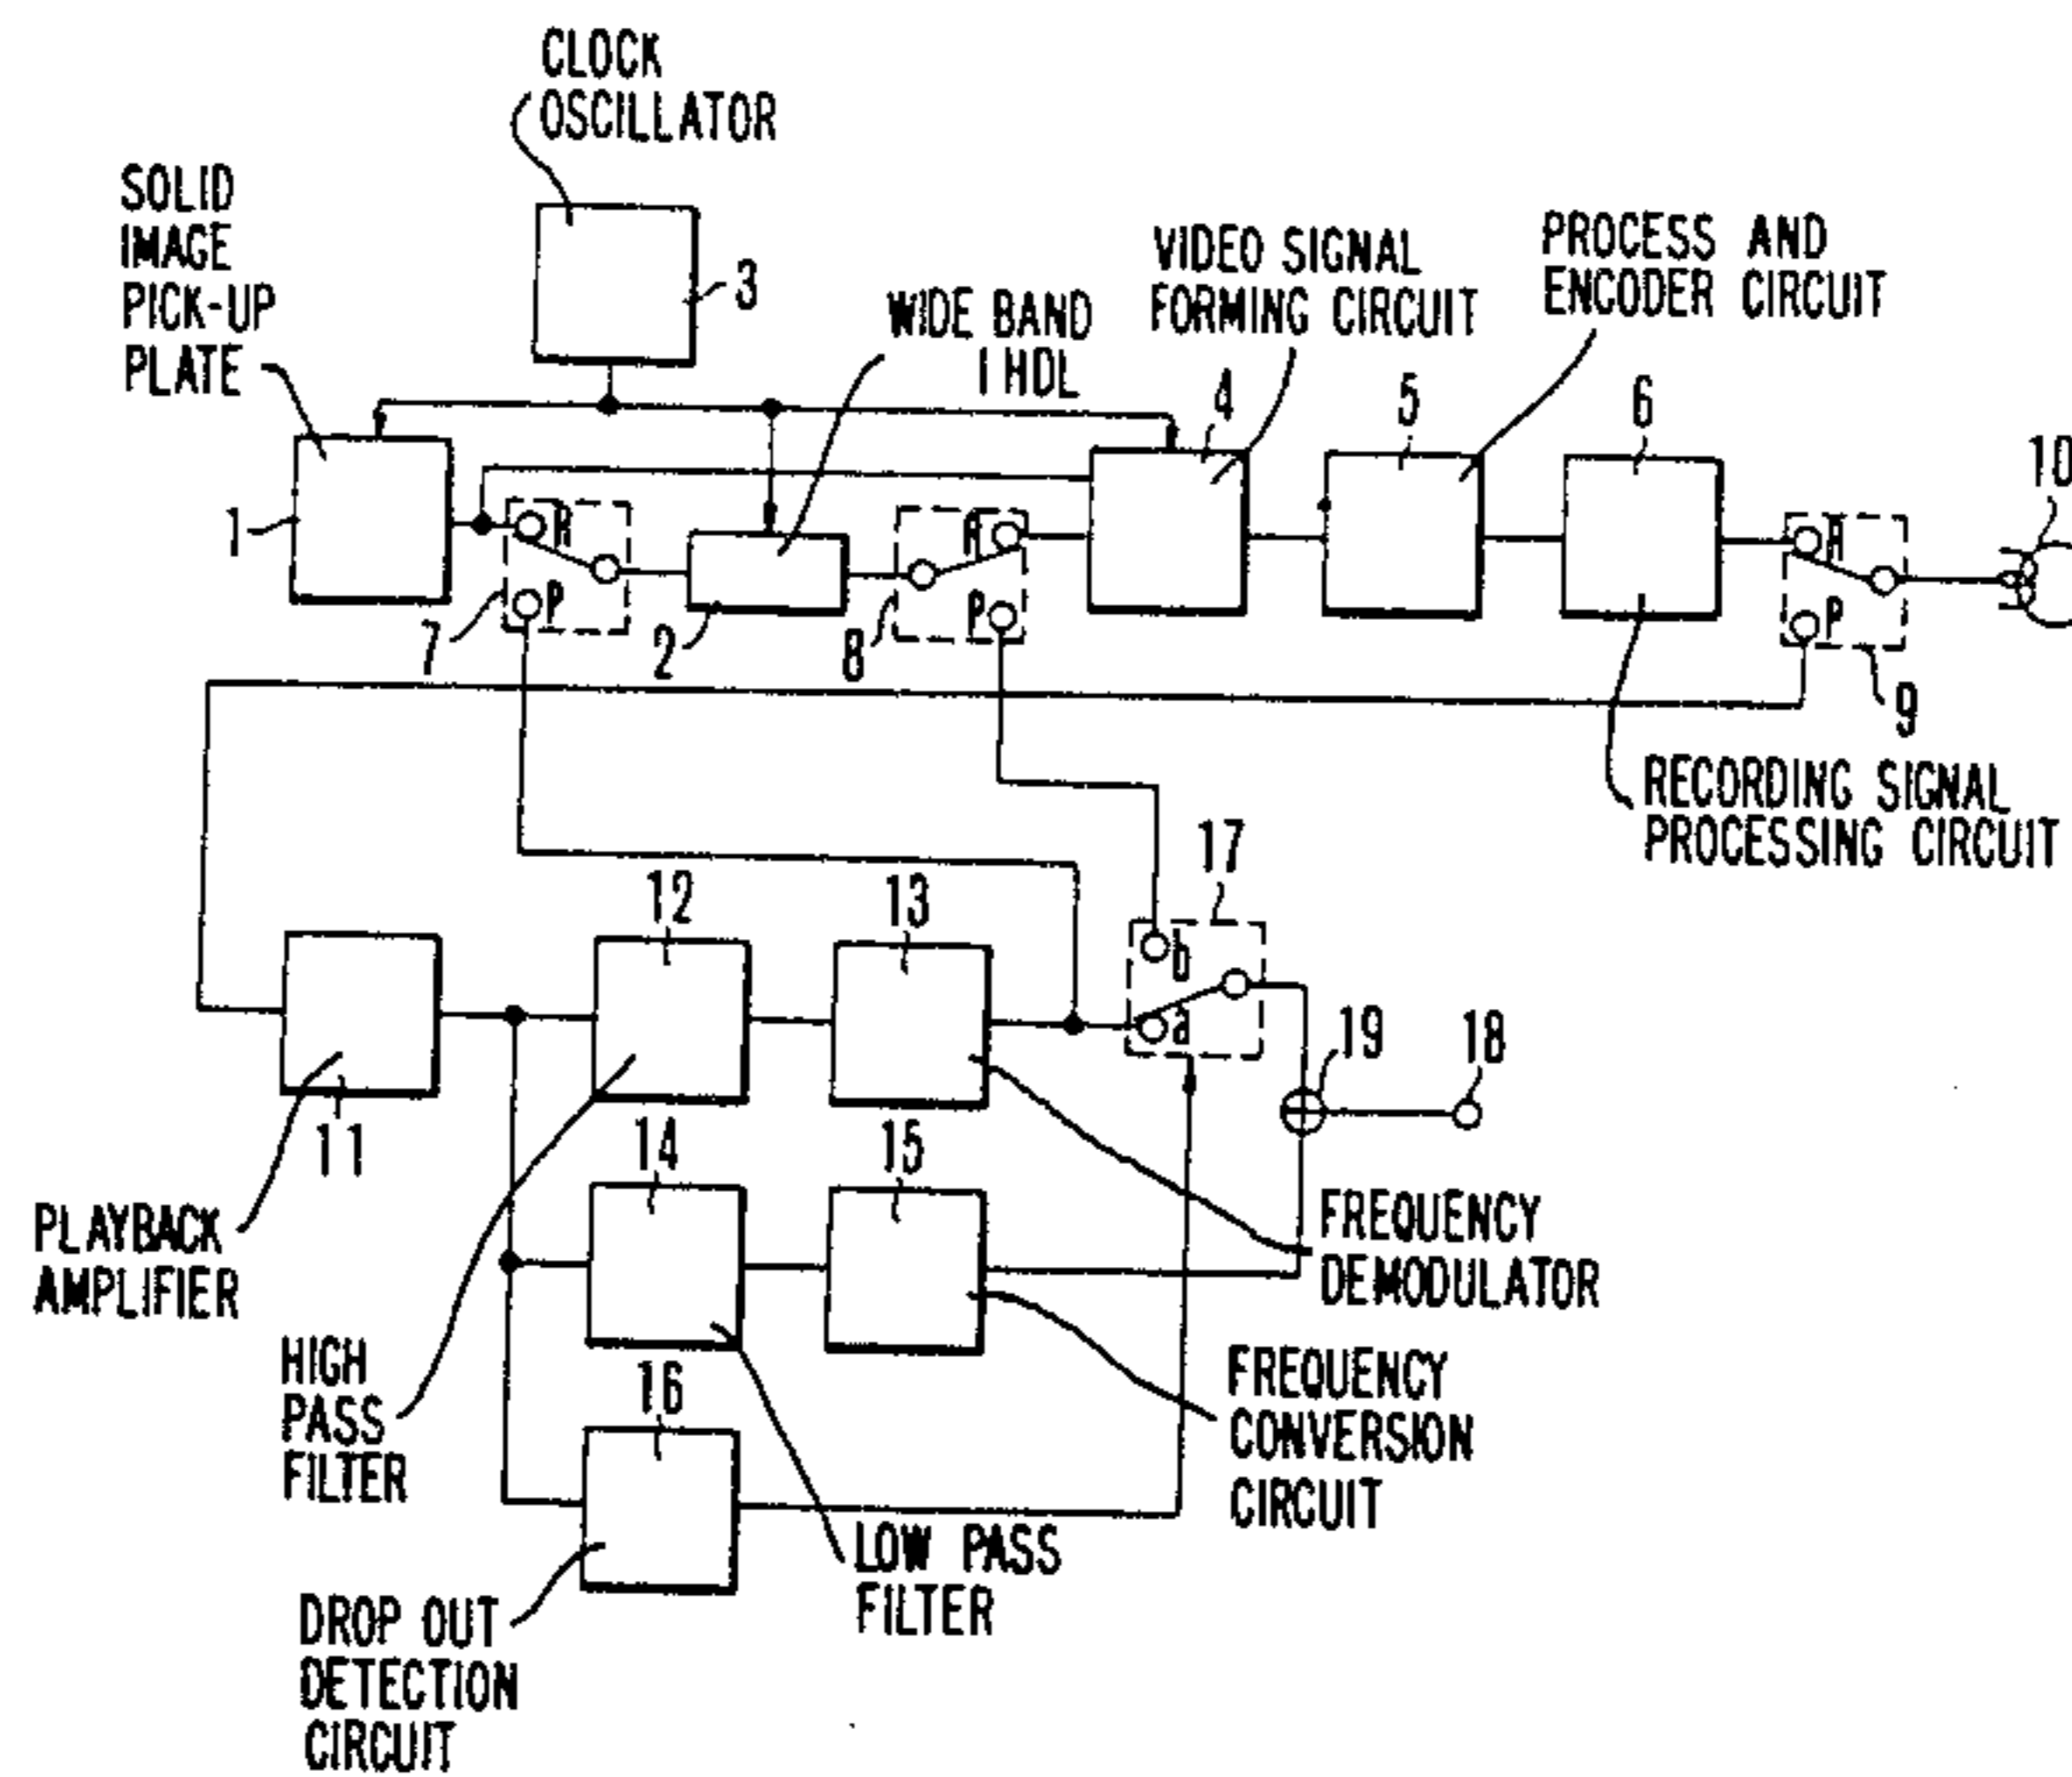 CLOCK
OSCILLATOR
SOLID
IMAGE
PICK-UP
PLATE
3
WIDE BAND
1 HDL
VIDEO SIGNAL
FORMING CIRCUIT
PROCESS AND
ENCODER CIRCUIT
4
5
6
10
1
R
P
7
2
R
P
8
R
P
9
RECORDING SIGNAL
PROCESSING CIRCUIT
17
12
13
b
a
19
18
11
14
15
PLAYBACK
AMPLIFIER
FREQUENCY
DEMODULATOR
HIGH
PASS
FILTER
16
FREQUENCY
CONVERSION
CIRCUIT
LOW PASS
FILTER
DROP OUT
DETECTION
CIRCUIT